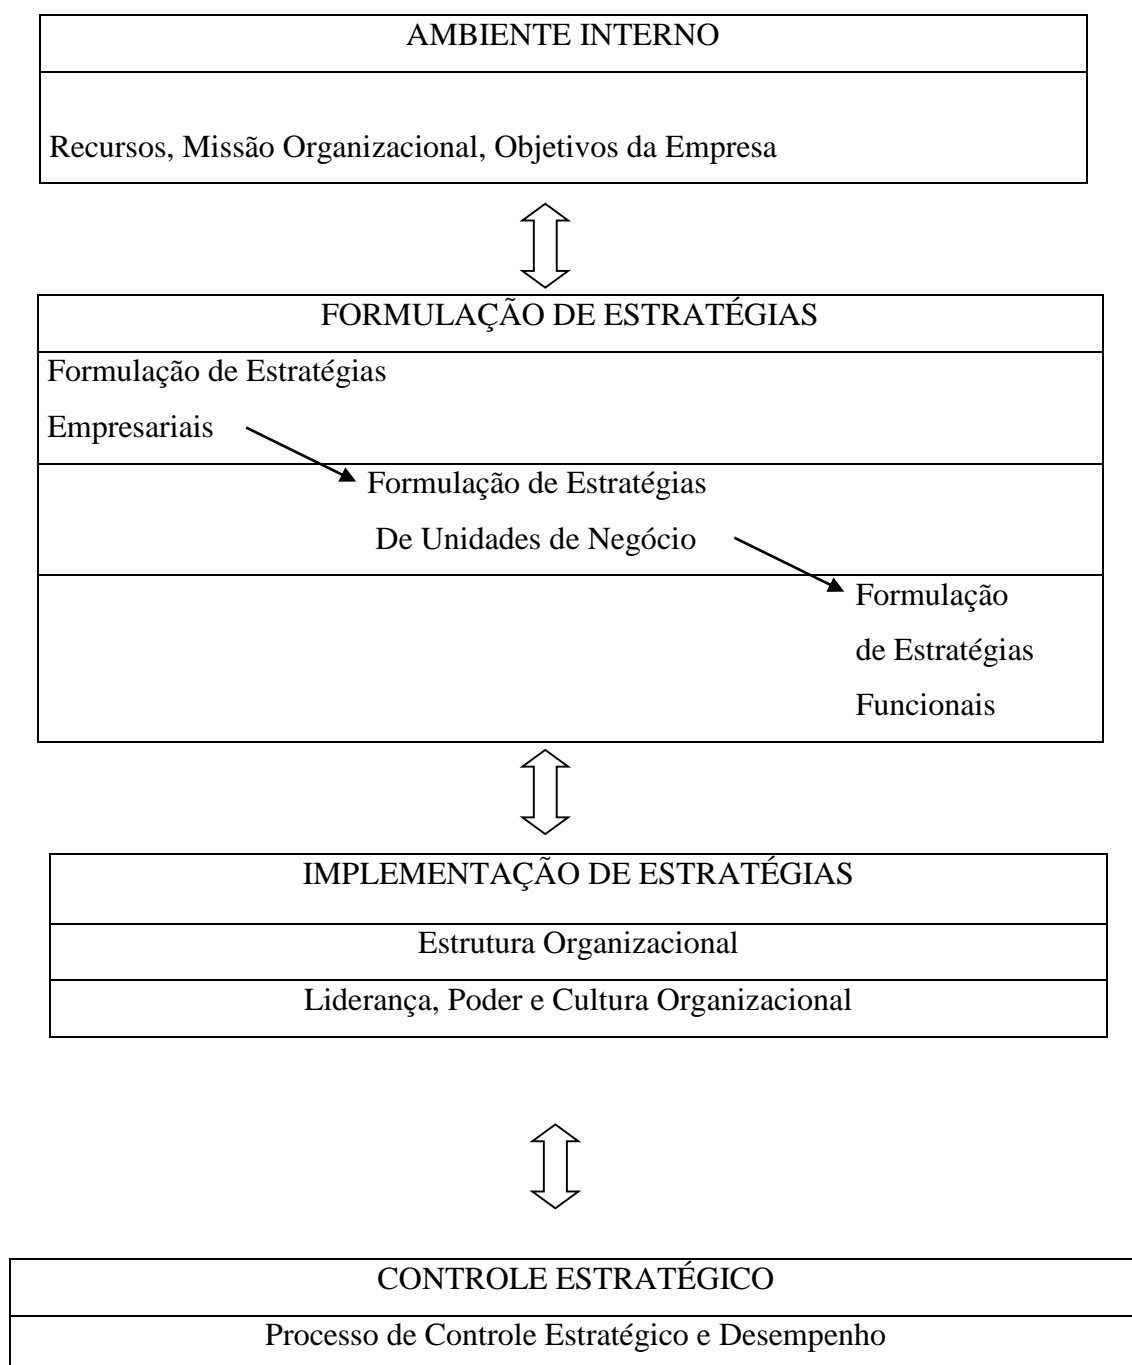 AMBIENTE INTERNO
Recursos, Missão Organizacional, Objetivos da Empresa
FORMULAÇÃO DE ESTRATÉGIAS
Formulação de Estratégias
Empresariais
Formulação de Estratégias
De Unidades de Negócio
Formulação
de Estratégias
Funcionais
IMPLEMENTAÇÃO DE ESTRATÉGIAS
Estrutura Organizacional
Liderança, Poder e Cultura Organizacional
CONTROLE ESTRATÉGICO
Processo de Controle Estratégico e Desempenho